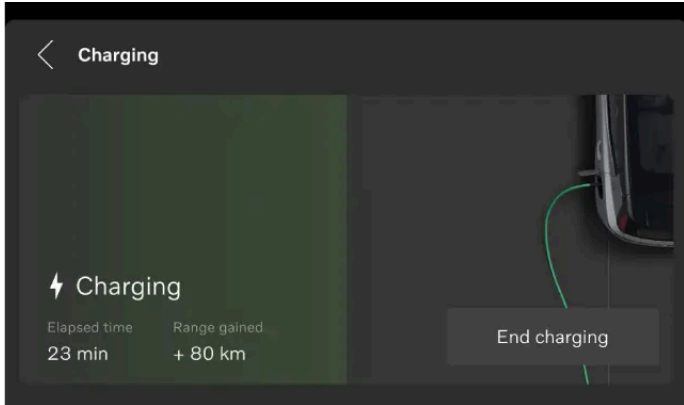 Charging
Charging
Elapsed time
Range gained
23 min
+ 80 km
End charging